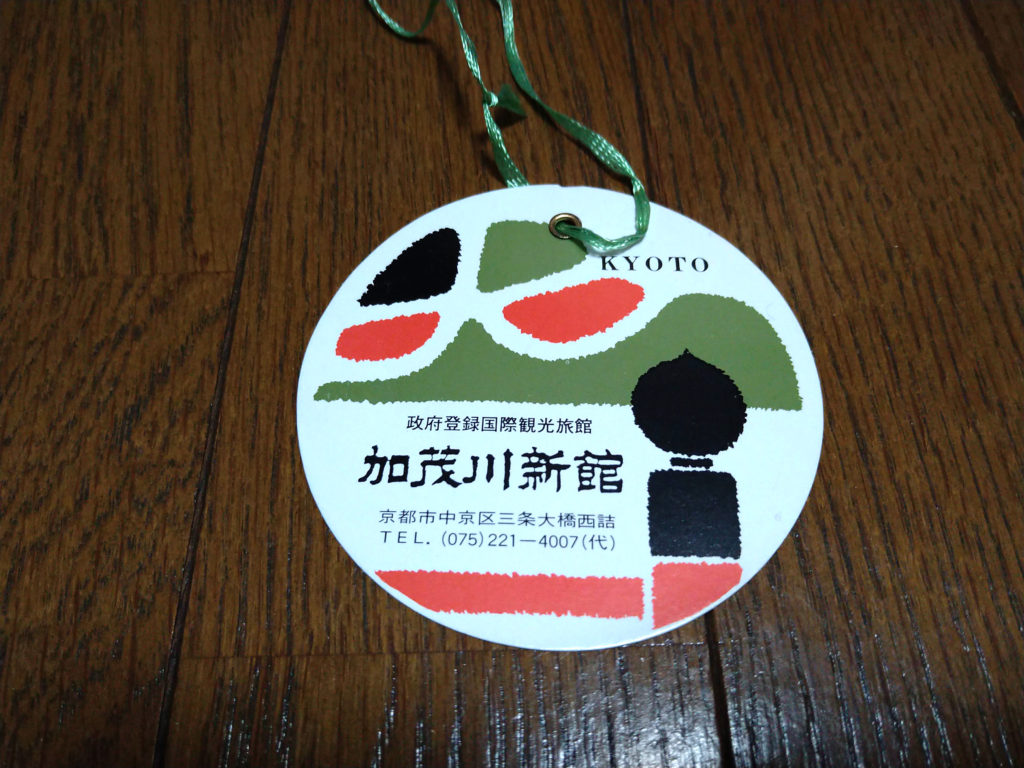 KYOTO
政府登録国際観光旅館
加茂川新館
京都市中京区三条大橋西詰
TEL. (075)221—4007(代)